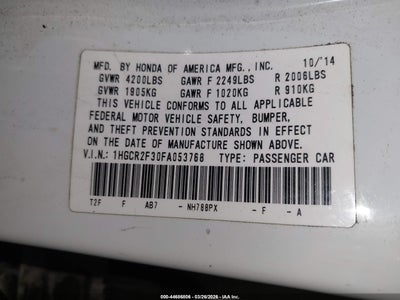 MFD. BY HONDA OF AMERICA MFG., INC. 10/'14
GVWR 4200LBS GAWR F 2249LBS R 2006LBS
GVWR 1905KG GAWR F 1020KG R 910KG
THIS VEHICLE CONFORMS TO ALL APPLICABLE
FEDERAL MOTOR VEHICLE SAFETY, BUMPER,
AND THEFT PREVENTION STANDARDS IN EFFECT
ON THE DATE OF MANUFACTURE SHOWN ABOVE.
V.I.N.: 1HGCR2F30FA053768 TYPE: PASSENGER CAR
T2F F AB7 -NH788PX -F -A
000-44686806 - 03/26/2026 - IAA Inc.